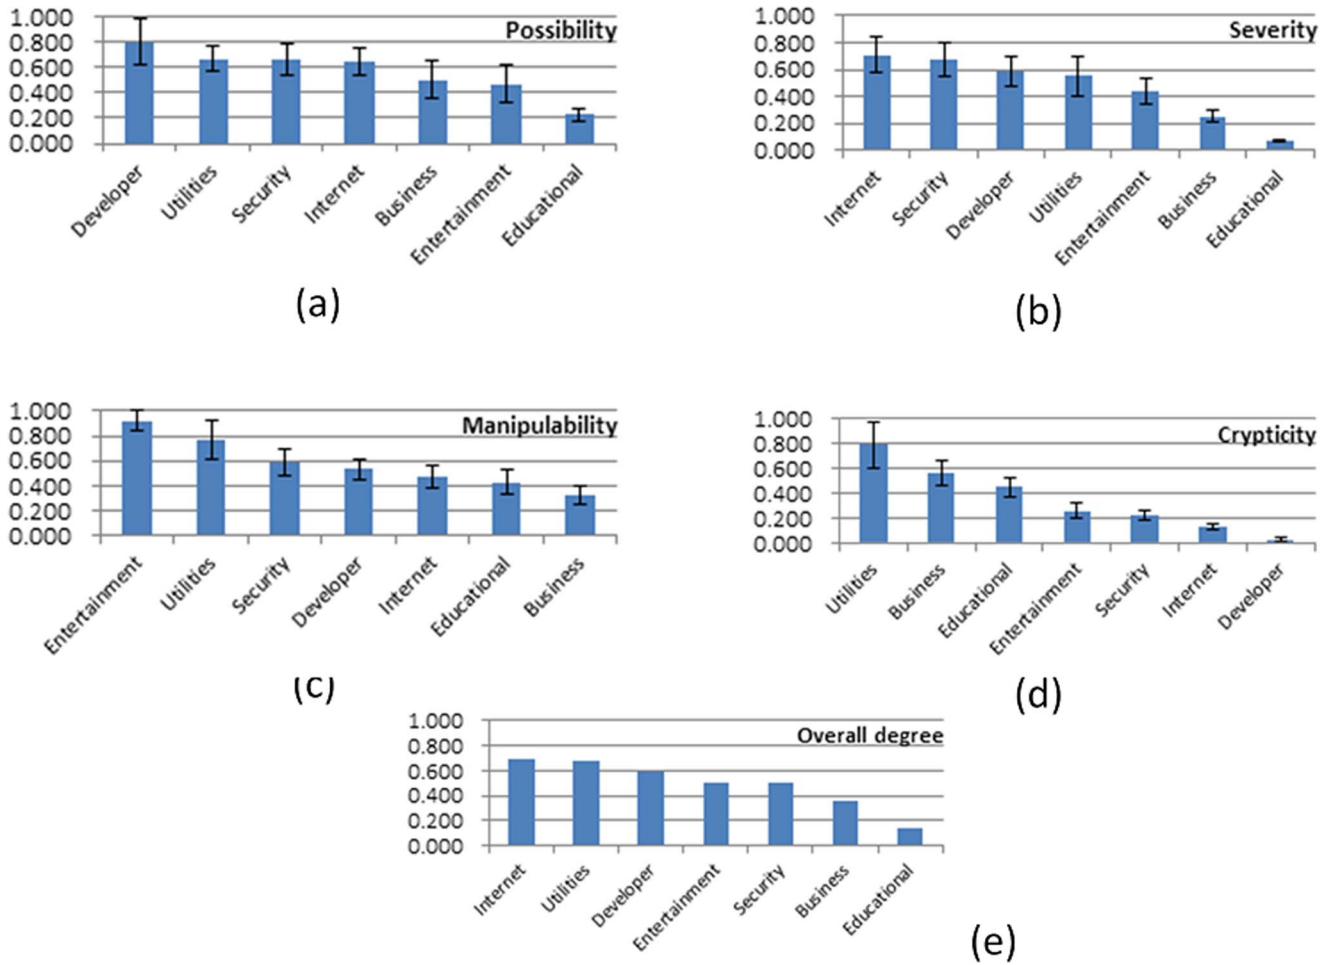 Possibility
1.000
0.800
0.600
0.400
0.200
0.000
Developer
Utilities
Security
Internet
Business
Entertainment
Educational
(a)
Severity
1.000
0.800
0.600
0.400
0.200
0.000
Internet
Security
Developer
Utilities
Entertainment
Business
Educational
(b)
Manipulability
1.000
0.800
0.600
0.400
0.200
0.000
Entertainment
Utilities
Security
Developer
Internet
Educational
Business
(c)
Crypticity
1.000
0.800
0.600
0.400
0.200
0.000
Utilities
Business
Educational
Entertainment
Security
Internet
Developer
(d)
Overall degree
1.000
0.800
0.600
0.400
0.200
0.000
Internet
Utilities
Developer
Entertainment
Security
Business
Educational
(e)